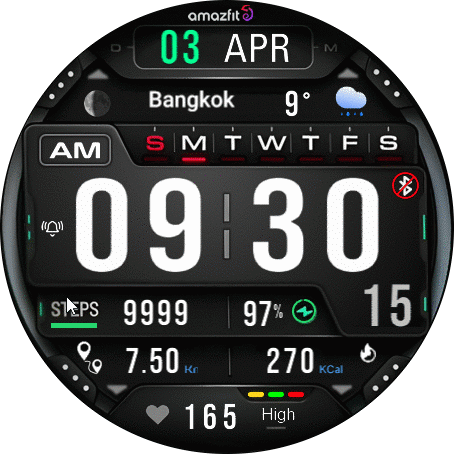 amazfit
D 03 APR M
Bangkok 9°
AM S M T W T F S
09 30
15
STEPS 9999 97%
7.50 Km 270 KCal
165 High